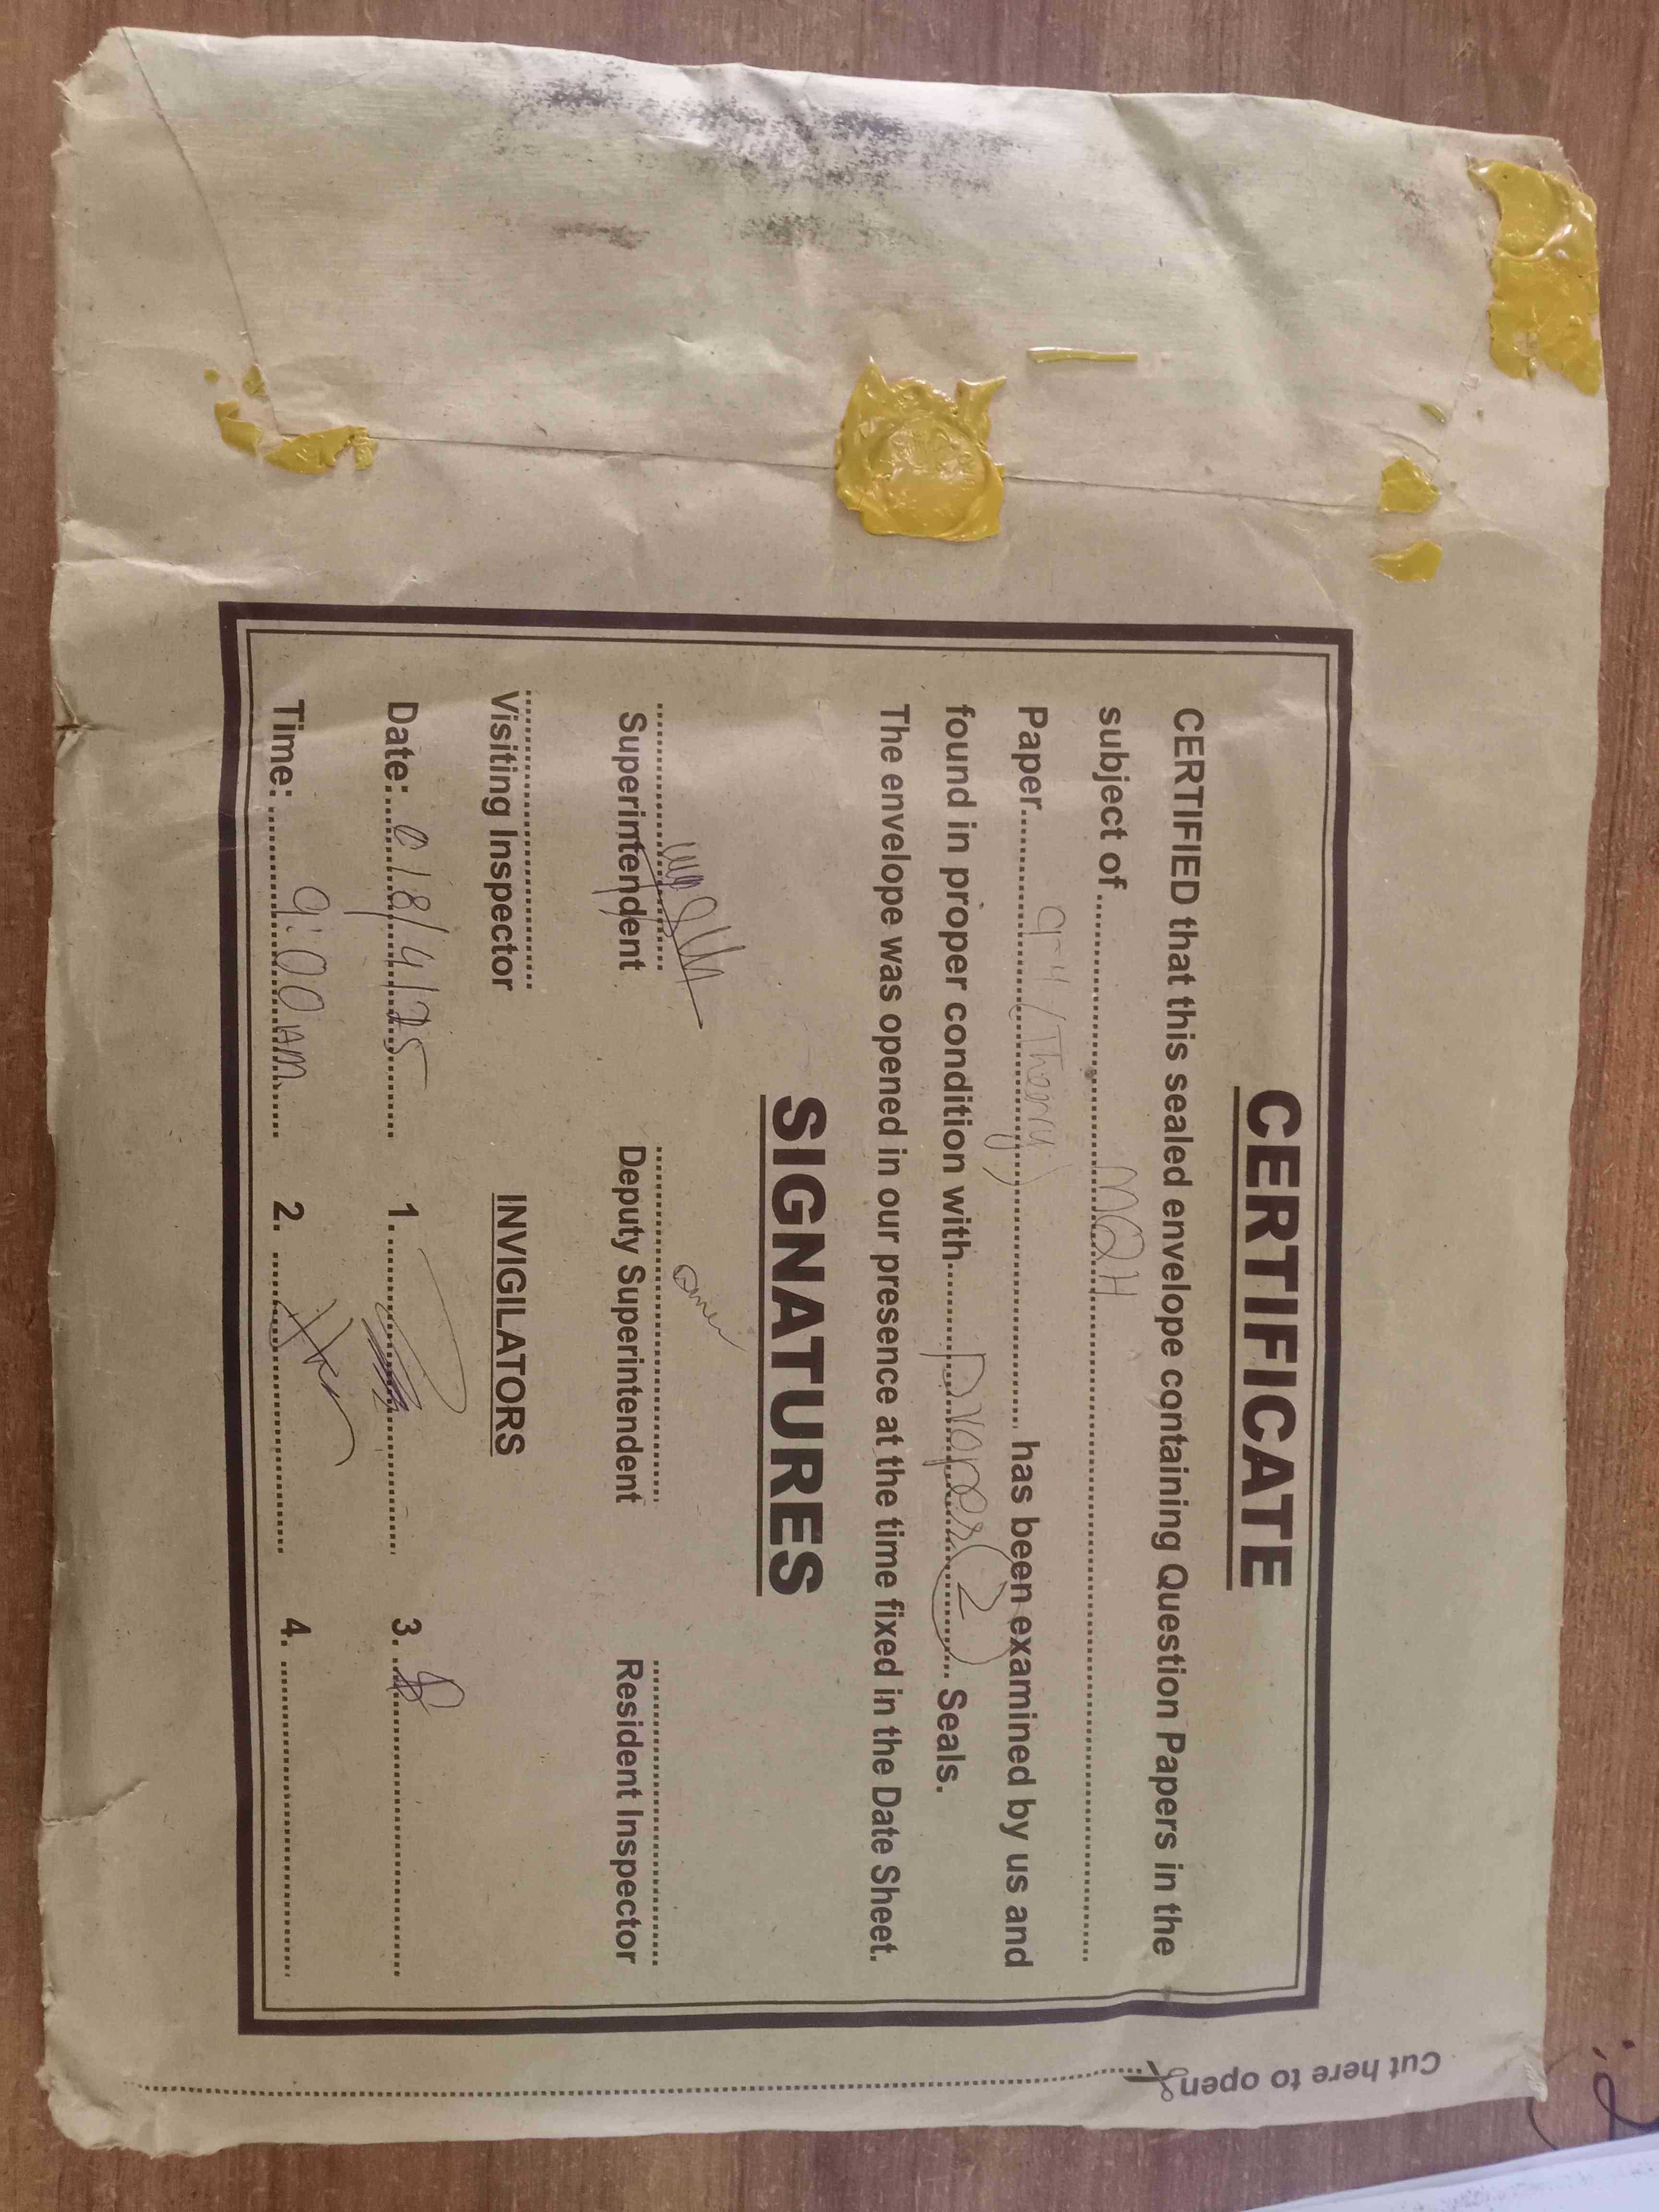 CERTIFICATE
CERTIFIED that this sealed envelope containing Question Papers in the
subject of.......... MQH ..........
Paper.......... G-4 (Theory) .......... has been examined by us and
found in proper condition with.......... Proper (2) .......... Seals.
The envelope was opened in our presence at the time fixed in the Date Sheet.
SIGNATURES
Superintendent Deputy Superintendent Resident Inspector
Visiting Inspector INVIGILATORS
Date:.......... 18/4/25 .......... 1. .......... 3. ..........
Time: .......... 9:00 AM .......... 2. .......... 4. ..........
Cut here to open